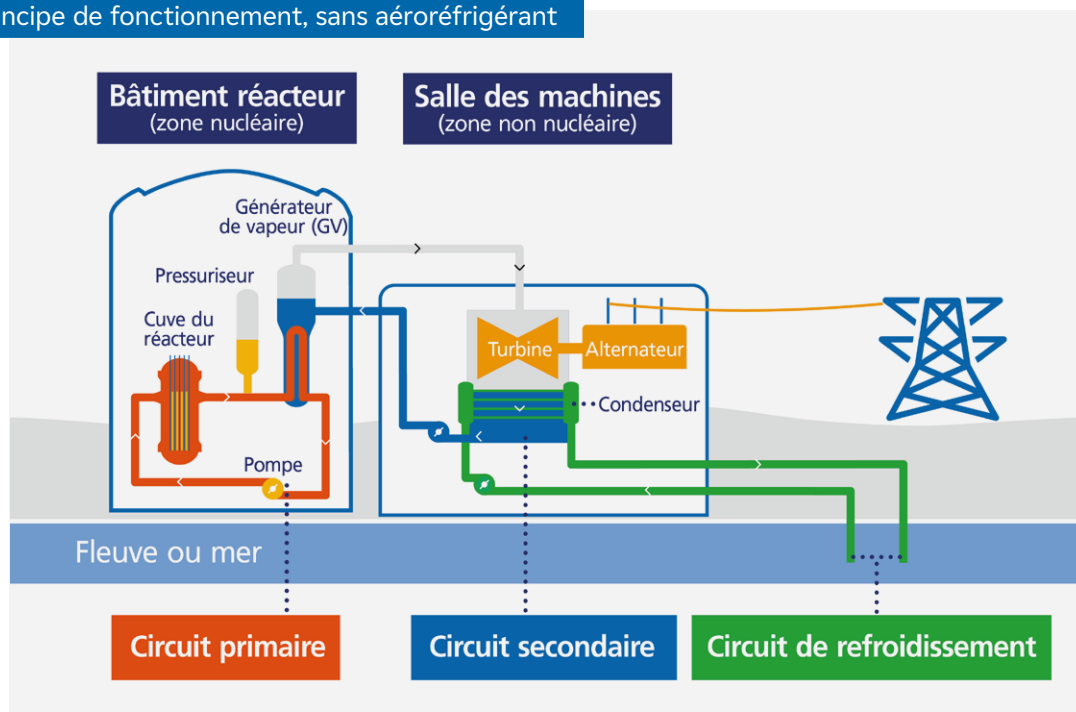 ncipe de fonctionnement, sans aéroréfrigérant
Bâtiment réacteur
(zone nucléaire)
Salle des machines
(zone non nucléaire)
Générateur
de vapeur (GV)
Pressuriseur
Cuve du
réacteur
Turbine
Alternateur
Condenseur
Pompe
Fleuve ou mer
Circuit primaire
Circuit secondaire
Circuit de refroidissement